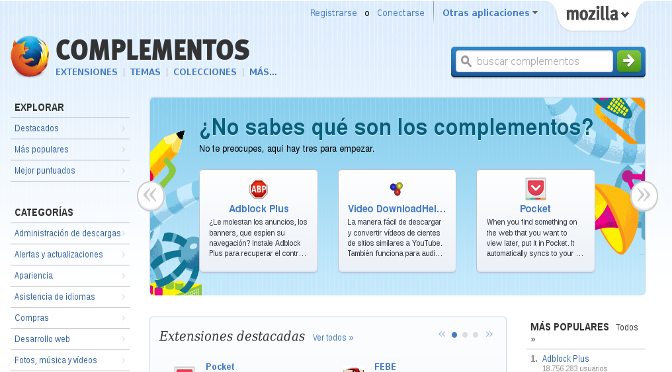 Registrarse o Conectarse Otras aplicaciones mozilla
COMPLEMENTOS
EXTENSIONES | TEMAS | COLECCIONES | MÁS...
buscar complementos
EXPLORAR
Destacados
Más populares
Mejor puntuados
CATEGORÍAS
Administración de descargas
Alertas y actualizaciones
Apariencia
Asistencia de idiomas
Compras
Desarrollo web
Fotos, música y vídeos
¿No sabes qué son los complementos?
No te preocupes, aquí hay tres para empezar.
ABP
Adblock Plus
¿Le molestan los anuncios, los
banners, que espíen su
navegación? Instale Adblock
Plus para recuperar el contr…
Video DownloadHel…
La manera fácil de descargar
y convertir vídeos de cientes
de sitios similares a YouTube.
También funciona para audi…
Pocket
When you find something on
the web that you want to
view later, put it in Pocket. It
automatically syncs to your …
Extensiones destacadas Ver todos »
Pocket
FEBE
MÁS POPULARES Todos
»
1. Adblock Plus
18.756.283 usuarios